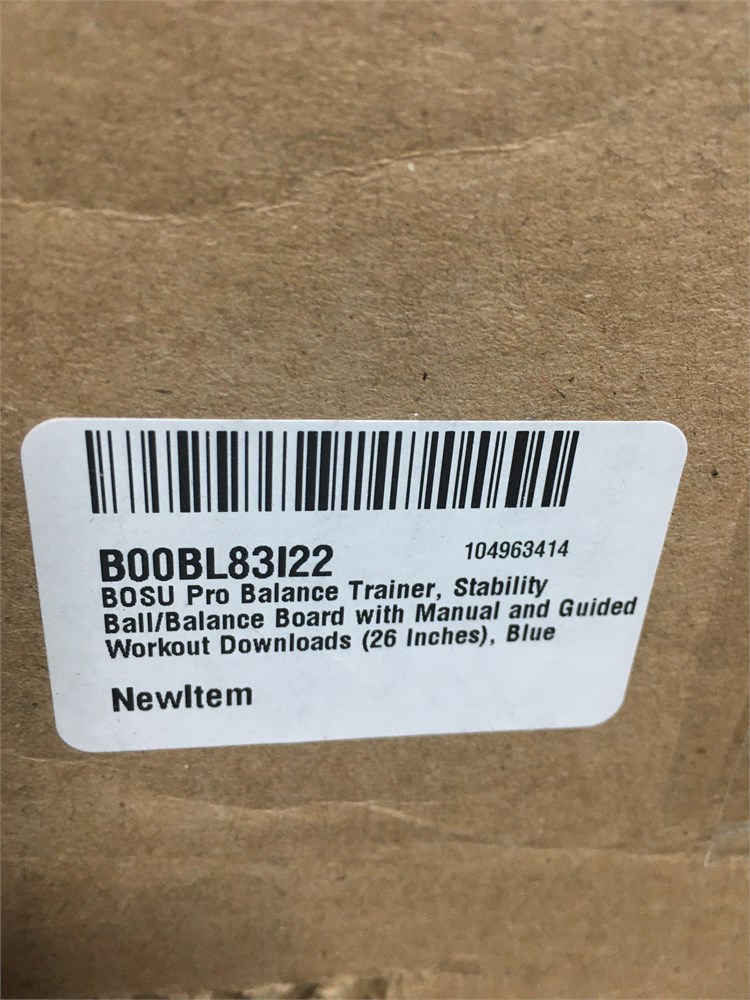 B00BL83I22 104963414
BOSU Pro Balance Trainer, Stability
Ball/Balance Board with Manual and Guided
Workout Downloads (26 Inches), Blue
NewItem